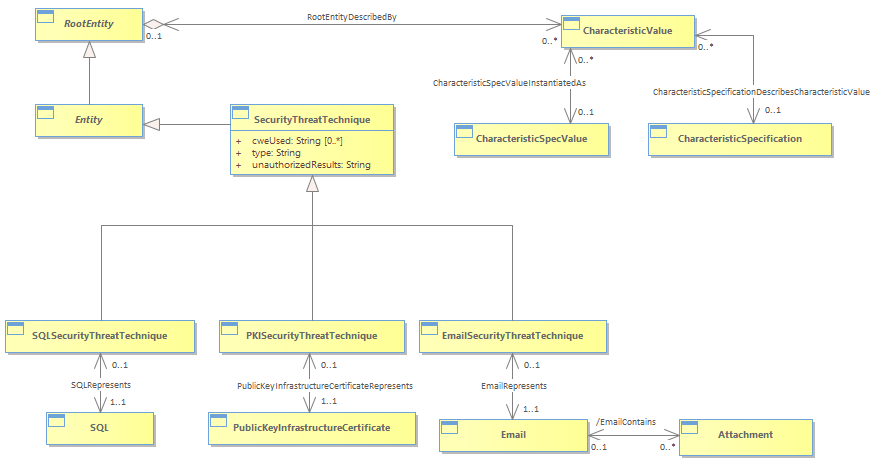 RootEntity
RootEntityDescribedBy
0..1
0..*
CharacteristicValue
0..*
0..*
CharacteristicSpecValueInstantiatedAs
CharacteristicSpecificationDescribesCharacteristicValue
0..1
0..1
Entity
SecurityThreatTechnique
+ cweUsed: String [0..*]
+ type: String
+ unauthorizedResults: String
CharacteristicSpecValue
CharacteristicSpecification
SQLSecurityThreatTechnique
PKISecurityThreatTechnique
EmailSecurityThreatTechnique
0..1
0..1
0..1
SQLRepresents
PublicKeyInfrastructureCertificateRepresents
EmailRepresents
1..1
1..1
1..1
SQL
PublicKeyInfrastructureCertificate
Email
/EmailContains
0..1
0..*
Attachment